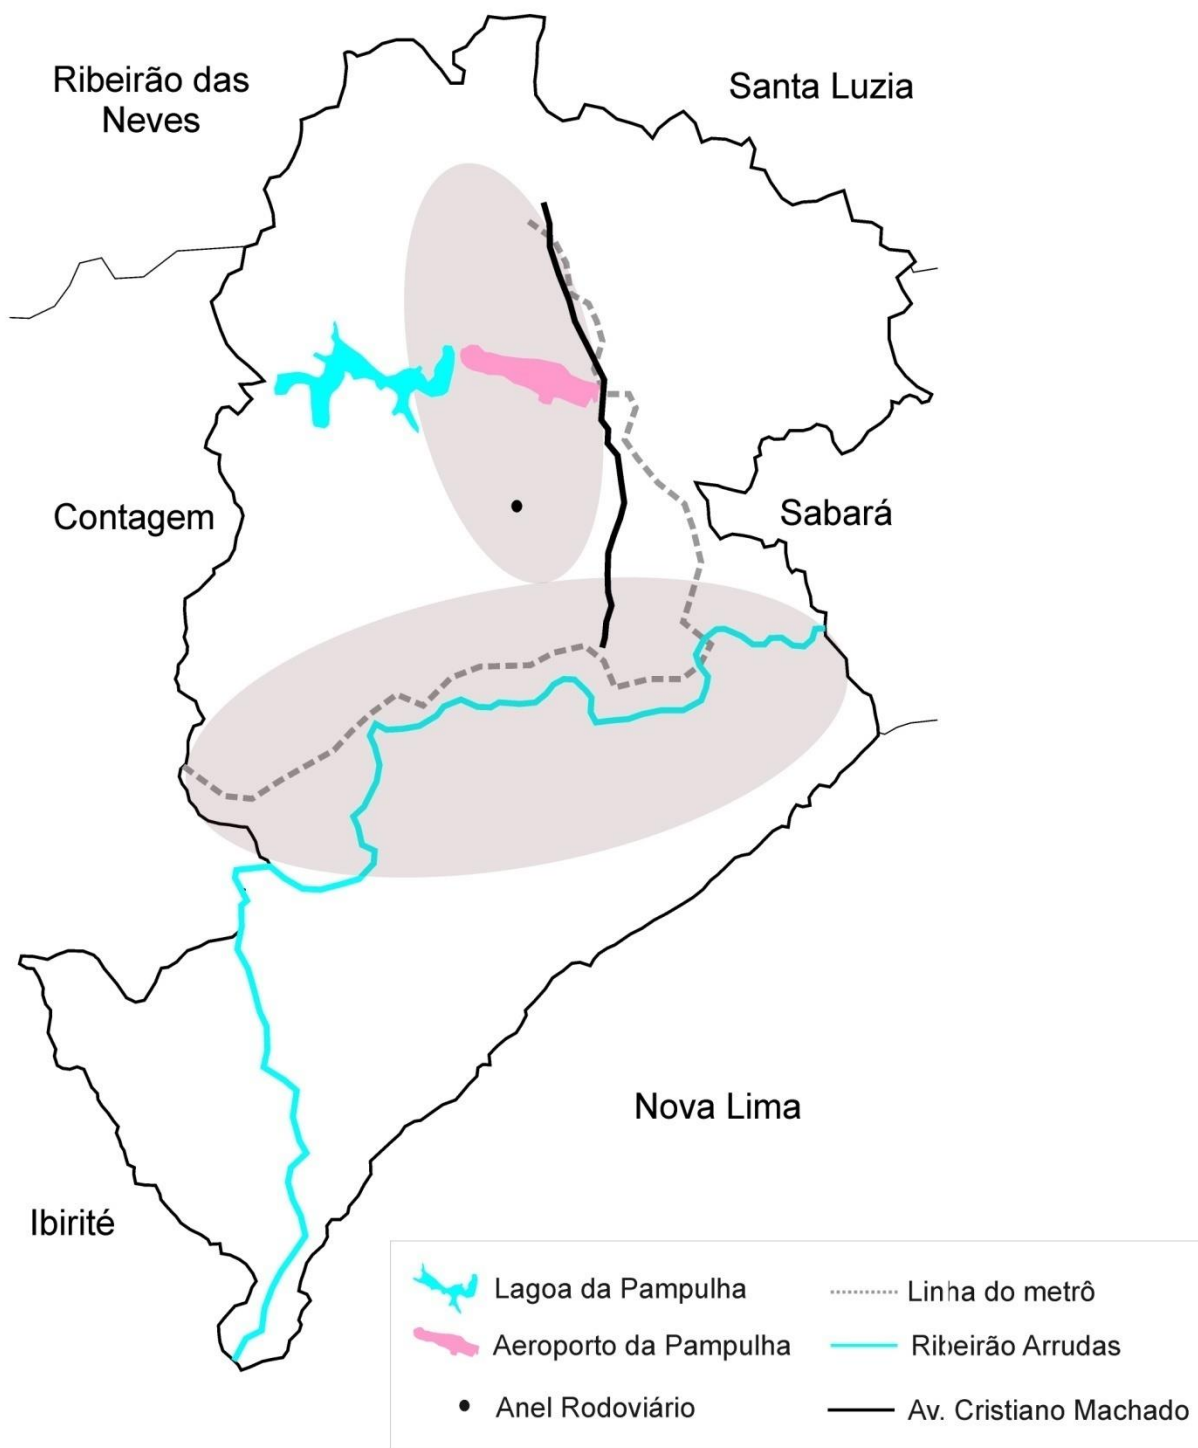 Ribeirão das
Neves
Santa Luzia
Contagem
Sabará
Nova Lima
Ibirité
Lagoa da Pampulha
Linha do metrô
Aeroporto da Pampulha
Ribeirão Arrudas
Anel Rodoviário
Av. Cristiano Machado